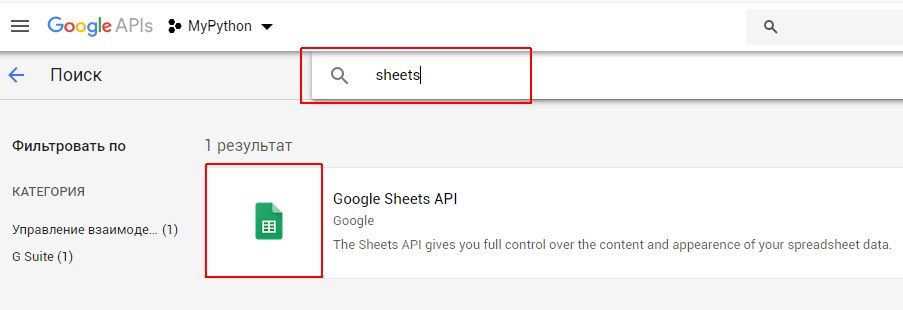 Google APIs MyPython
Поиск
sheets
Фильтровать по
1 результат
КАТЕГОРИЯ
Управление взаимоде... (1)
G Suite (1)
Google Sheets API
Google
The Sheets API gives you full control over the content and appearence of your spreadsheet data.